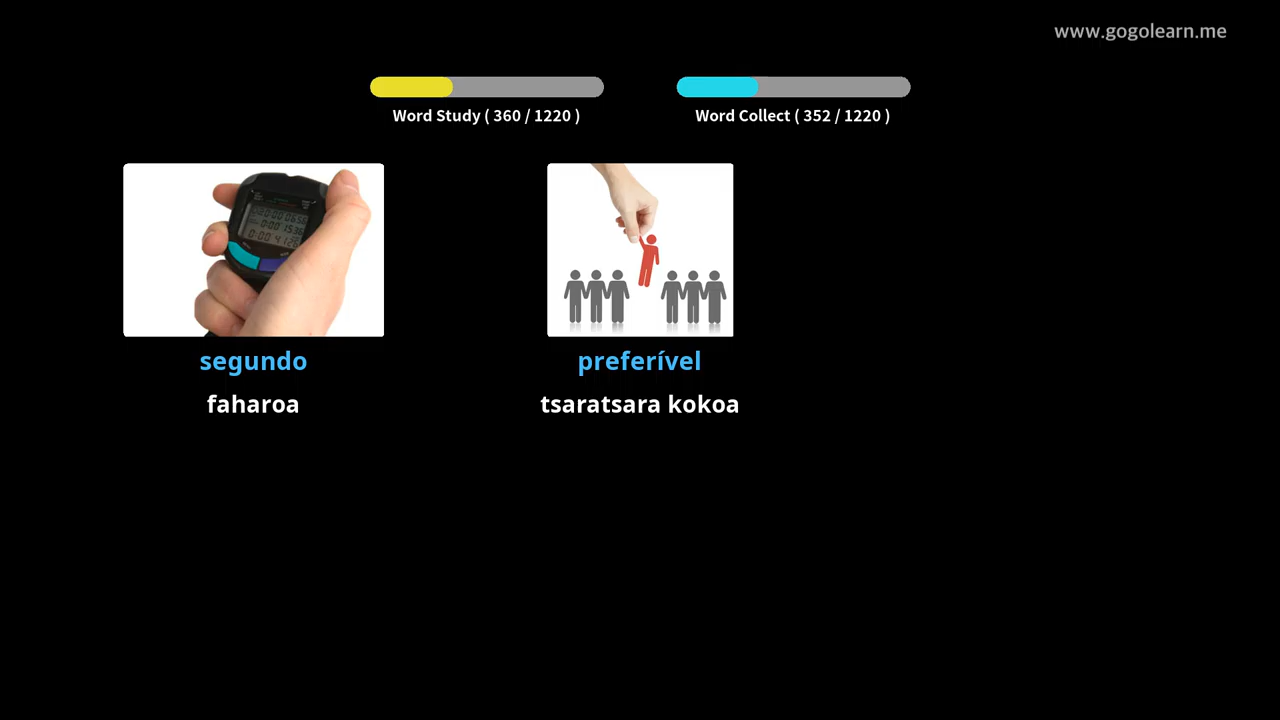 www.gogolearn.me
Word Study ( 360 / 1220 )
Word Collect ( 352 / 1220 )
segundo
preferível
faharoa
tsaratsara kokoa